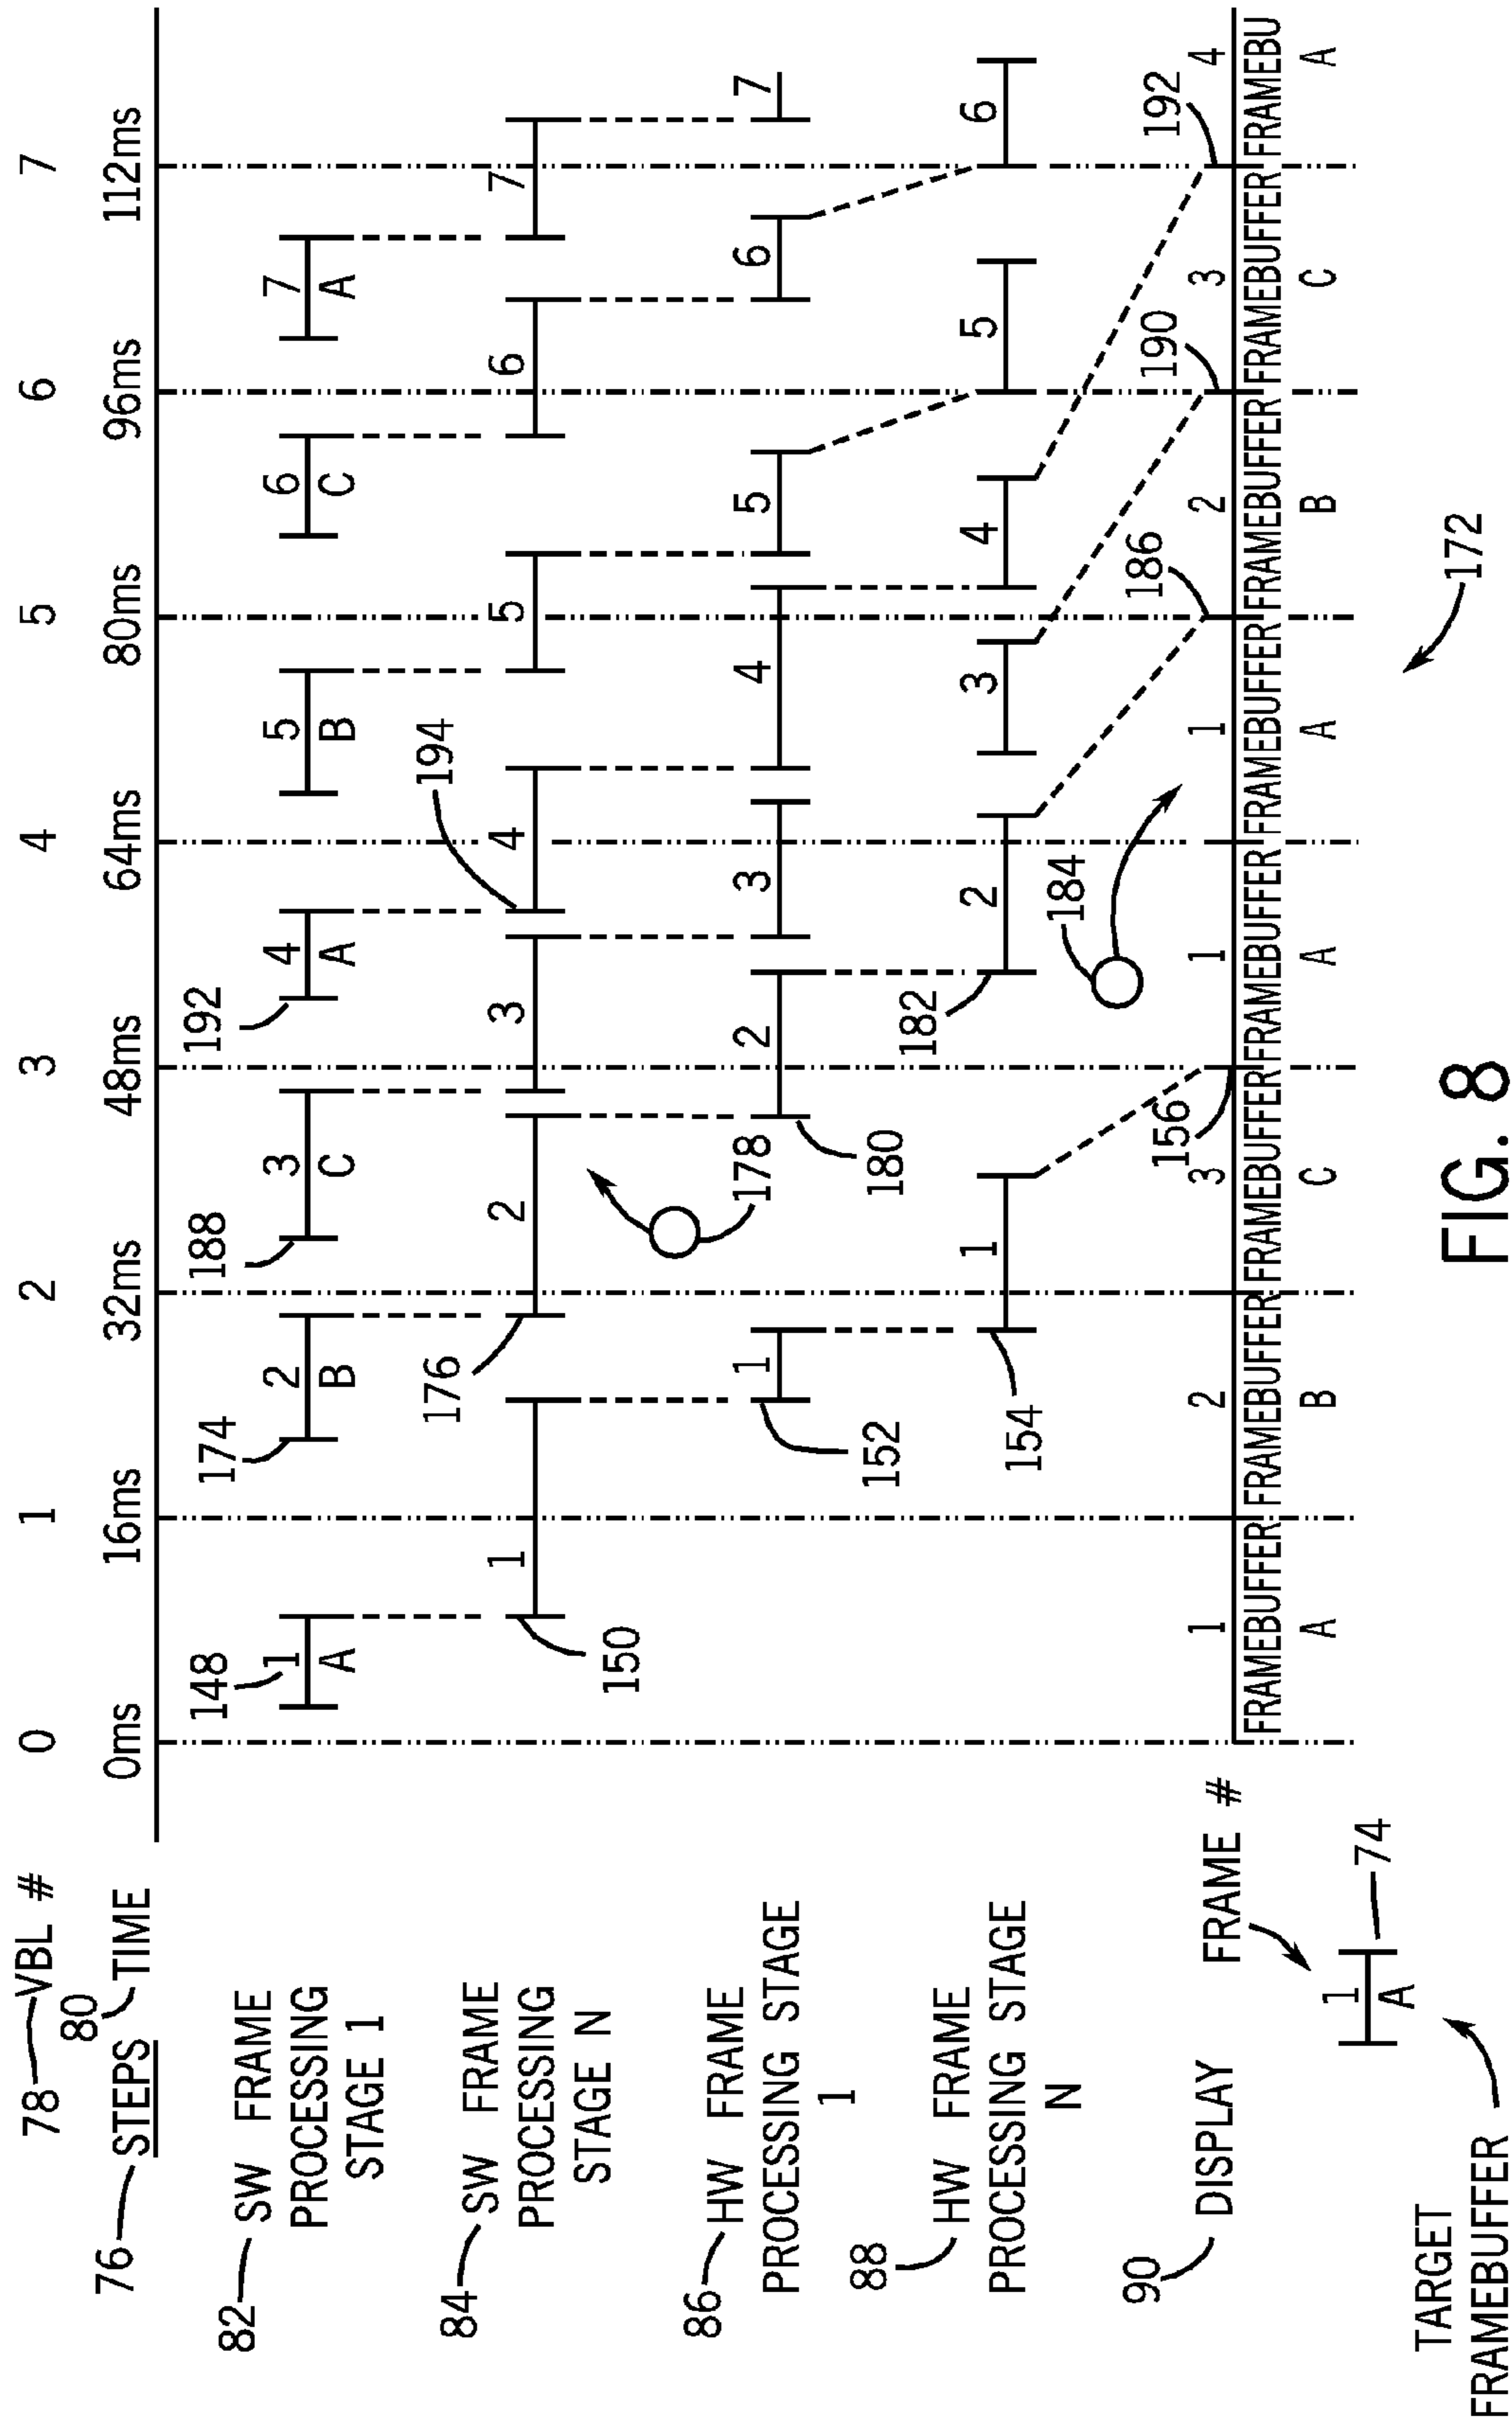 78 VBL # 0 1 2 3 4 5 6 7
76 STEPS 80 TIME 0ms 16ms 32ms 48ms 64ms 80ms 96ms 112ms
82 SW FRAME
PROCESSING
STAGE 1
148 174 188 192
1 2 3 4 5 6 7
A B C A B C A
84 SW FRAME
PROCESSING
STAGE N
176 194
1 2 3 4 5 6 7
150 178
86 HW FRAME
PROCESSING STAGE
1
1 2 3 4 5 6 7
152 180
88 HW FRAME
PROCESSING STAGE
N
182
1 2 3 4 5 6
154 184
90 DISPLAY
156 186 190 192
1 2 3 1 1 2 3 4
FRAMEBUFFER FRAMEBUFFER FRAMEBUFFER FRAMEBUFFER FRAMEBUFFER FRAMEBUFFER FRAMEBUFFER FRAMEBU
A B C A A B C A
FRAME #
1
A
74
TARGET
FRAMEBUFFER
172
FIG. 8